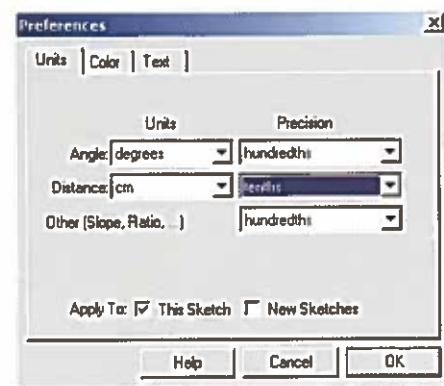 Preferences
Units Color Text
Units Precision
Angle: degrees hundredths
Distance: cm tenths
Other (Slope, Ratio, ...) hundredths
Apply To: This Sketch New Sketches
Help Cancel OK